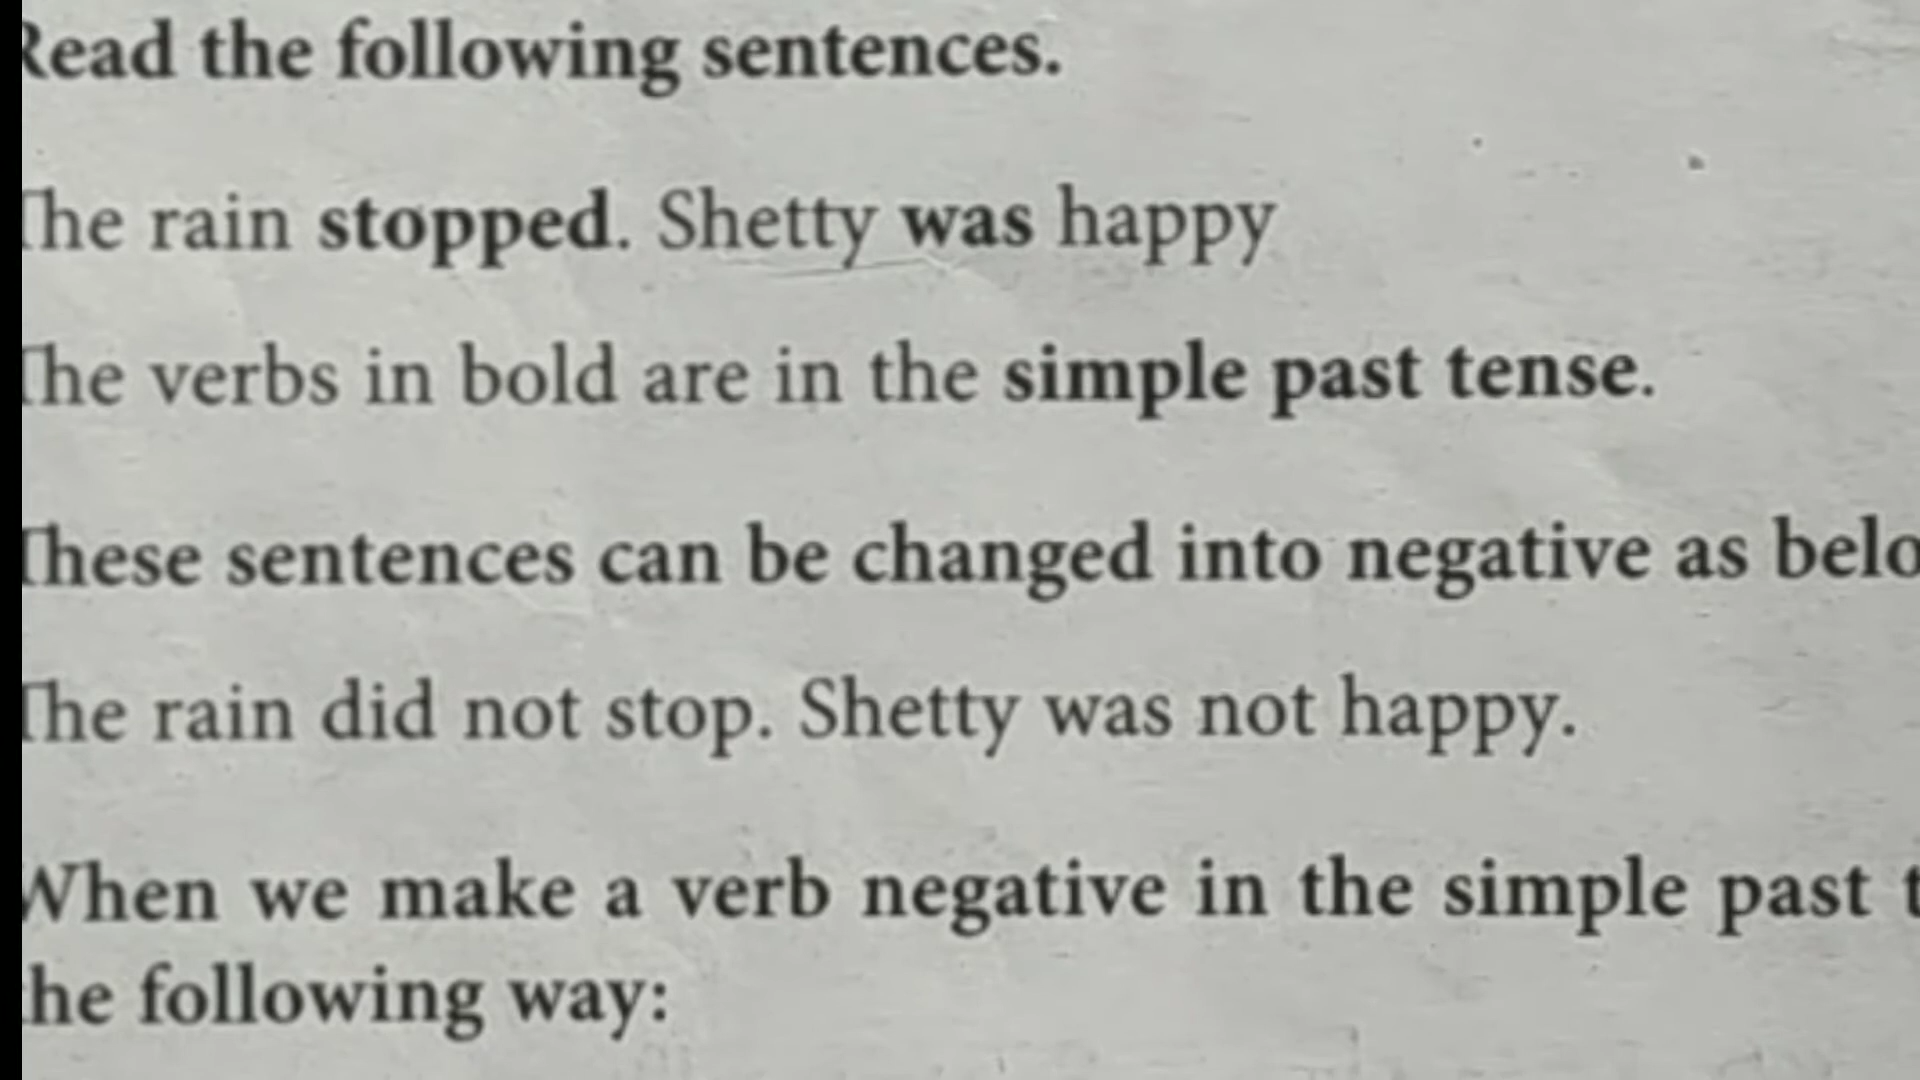 Read the following sentences.
The rain stopped. Shetty was happy
The verbs in bold are in the simple past tense.
These sentences can be changed into negative as belo
The rain did not stop. Shetty was not happy.
When we make a verb negative in the simple past t
he following way: